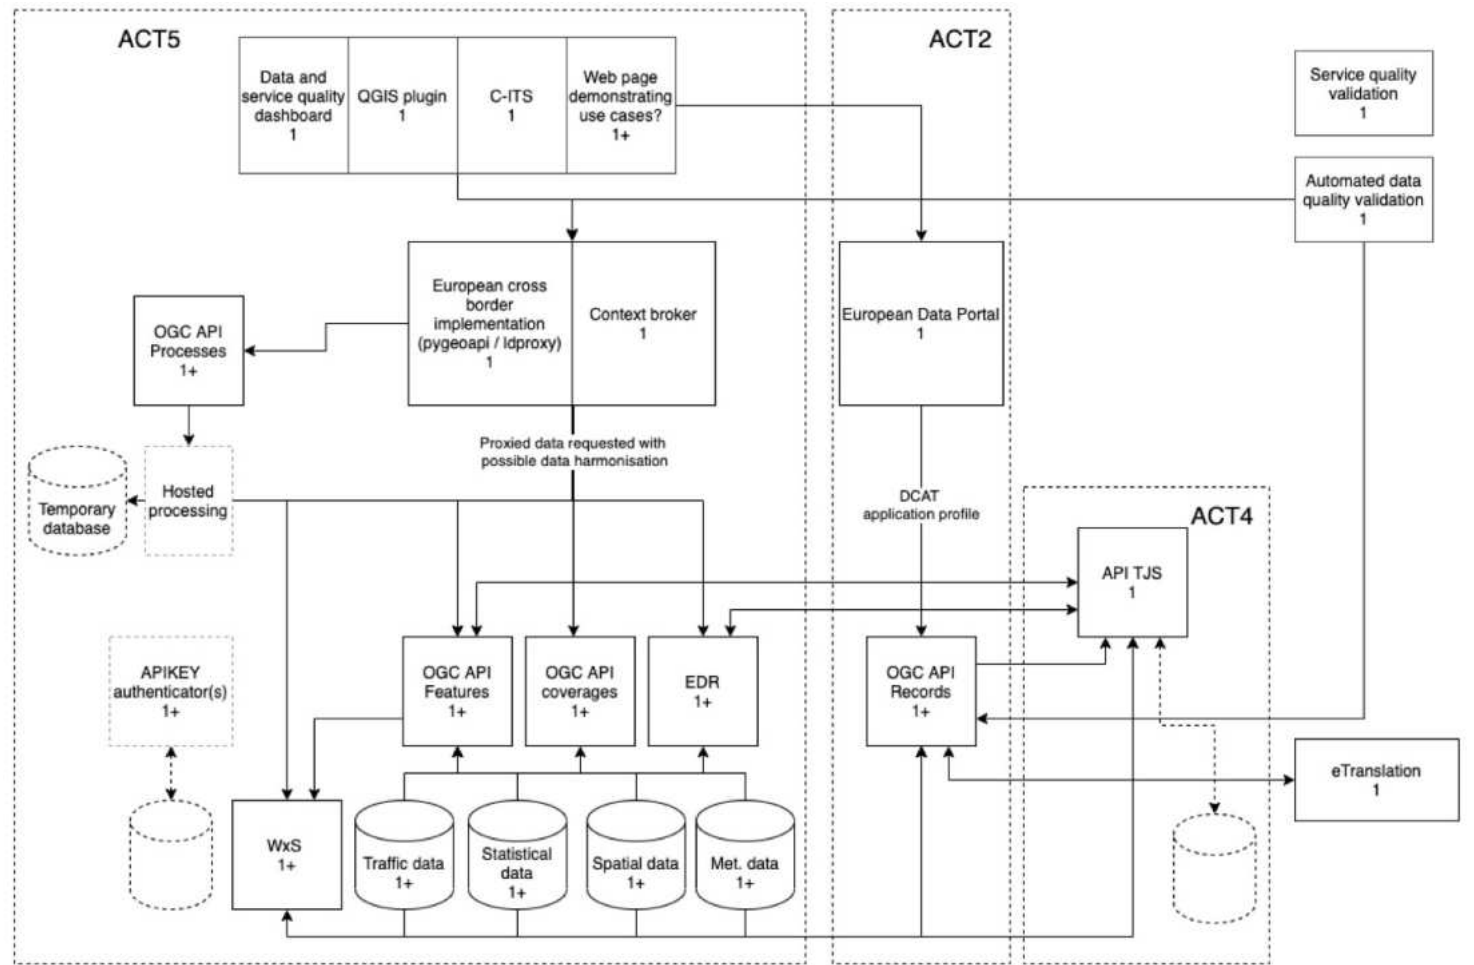 ACT5
ACT2
Data and
service quality
dashboard
1
QGIS plugin
1
C-ITS
1
Web page
demonstrating
use cases?
1+
Service quality
validation
1
Automated data
quality validation
1
European cross
border
implementation
(pygeoapi / ldproxy)
1
Context broker
1
European Data Portal
1
OGC API
Processes
1+
Proxied data requested with
possible data harmonisation
Temporary
database
Hosted
processing
DCAT
application profile
ACT4
API TJS
1
APIKEY
authenticator(s)
1+
OGC API
Features
1+
OGC API
coverages
1+
EDR
1+
OGC API
Records
1+
eTranslation
1
WxS
1+
Traffic data
1+
Statistical
data
1+
Spatial data
1+
Met. data
1+